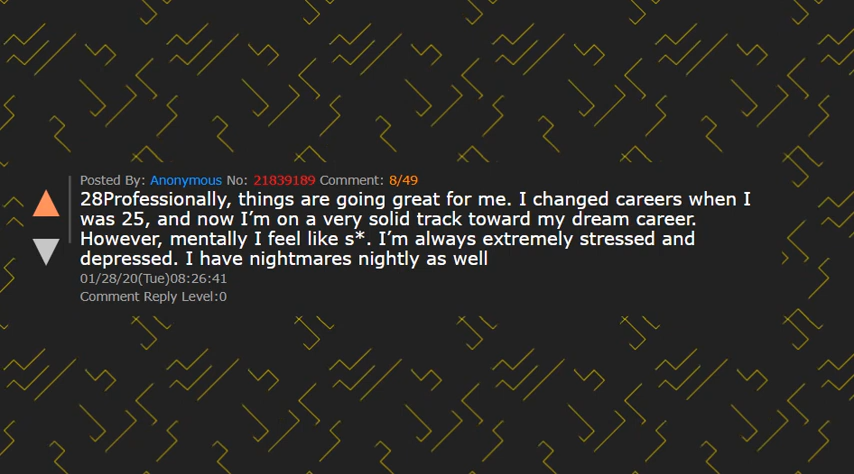 Posted By: Anonymous No: 21839189 Comment: 8/49
28Professionally, things are going great for me. I changed careers when I
was 25, and now I’m on a very solid track toward my dream career.
However, mentally I feel like s*. I’m always extremely stressed and
depressed. I have nightmares nightly as well
01/28/20(Tue)08:26:41
Comment Reply Level:0